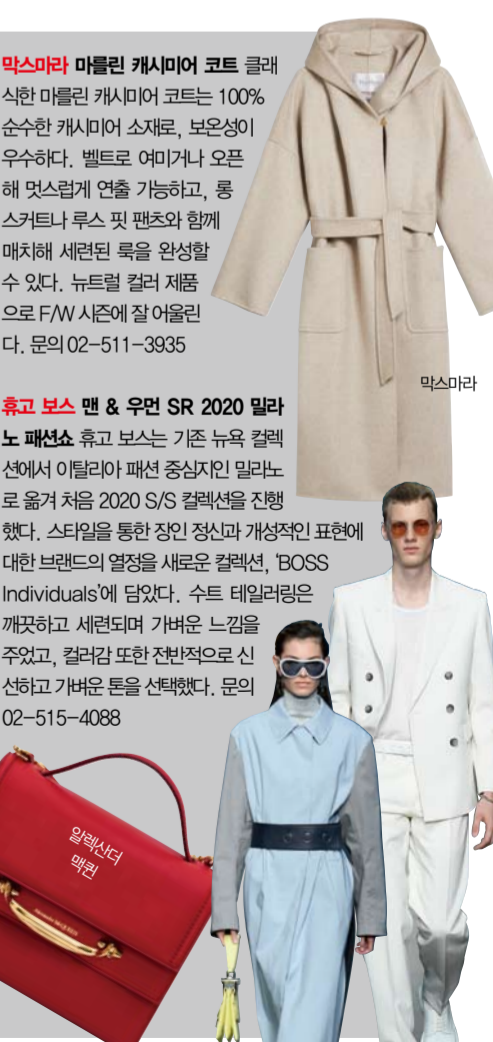 막스마라 마를린 캐시미어 코트 클래
식한 마를린 캐시미어 코트는 100%
순수한 캐시미어 소재로, 보온성이
우수하다. 벨트로 여미거나 오픈
해 멋스럽게 연출 가능하고, 롱
스커트나 루스 핏 팬츠와 함께
매치해 세련된 룩을 완성할
수 있다. 뉴트럴 컬러 제품
으로 F/W 시즌에 잘 어울린
다. 문의 02-511-3935
막스마라
휴고 보스 맨 & 우먼 SR 2020 밀라
노 패션쇼 휴고 보스는 기존 뉴욕 컬렉
션에서 이탈리아 패션 중심지인 밀라노
로 옮겨 처음 2020 S/S 컬렉션을 진행
했다. 스타일을 통한 장인 정신과 개성적인 표현에
대한 브랜드의 열정을 새로운 컬렉션, ‘BOSS
Individuals’에 담았다. 수트 테일러링은
깨끗하고 세련되며 가벼운 느낌을
주었고, 컬러감 또한 전반적으로 신
선하고 가벼운 톤을 선택했다. 문의
02-515-4088
알렉산더
맥퀸
Alexander McQUEEN